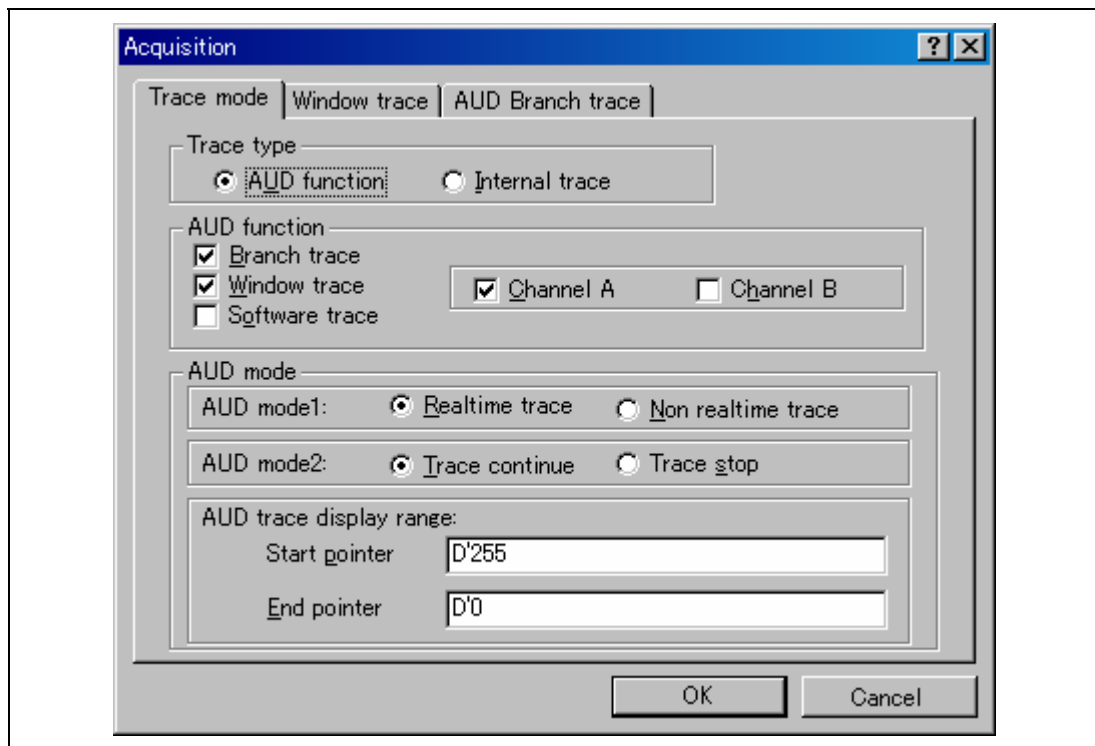 Acquisition
Trace mode Window trace AUD Branch trace
Trace type
AUD function Internal trace
AUD function
Branch trace
Window trace Channel A Channel B
Software trace
AUD mode
AUD mode1: Realtime trace Non realtime trace
AUD mode2: Trace continue Trace stop
AUD trace display range:
Start pointer D'255
End pointer D'0
OK Cancel